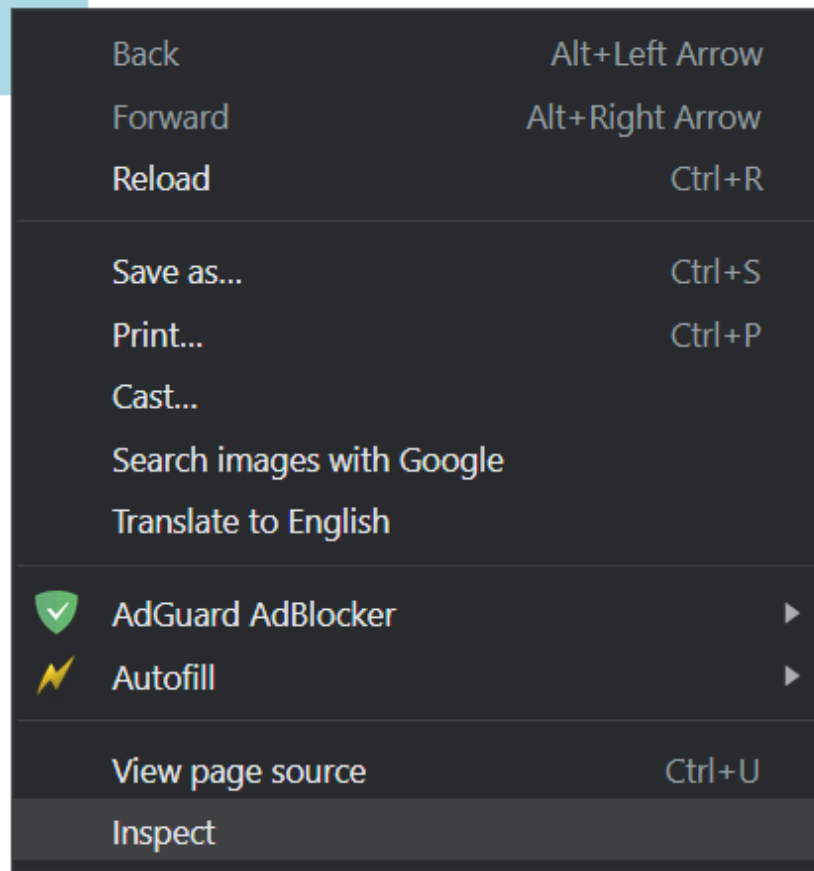 Back Alt+Left Arrow
Forward Alt+Right Arrow
Reload Ctrl+R
Save as... Ctrl+S
Print... Ctrl+P
Cast...
Search images with Google
Translate to English
AdGuard AdBlocker
Autofill
View page source Ctrl+U
Inspect